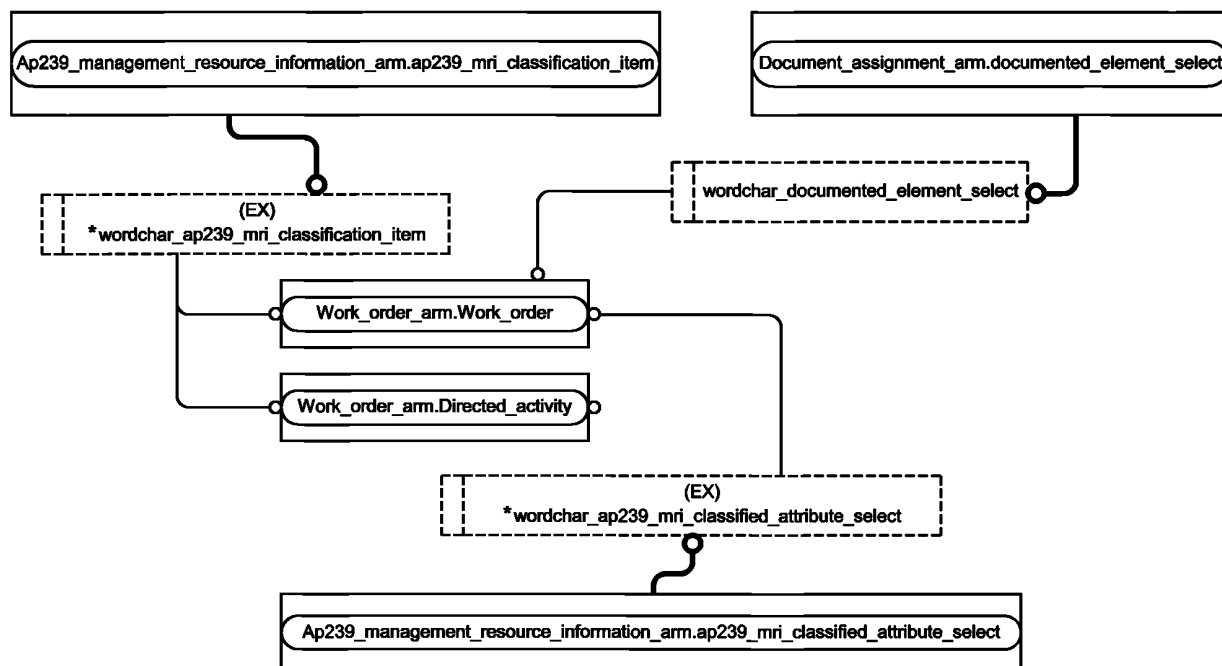 Ap239_management_resource_information_arm.ap239_mri_classification_item
Document_assignment_arm.documented_element_select
wordchar_documented_element_select
(EX)
*wordchar_ap239_mri_classification_item
Work_order_arm.Work_order
Work_order_arm.Directed_activity
(EX)
*wordchar_ap239_mri_classified_attribute_select
Ap239_management_resource_information_arm.ap239_mri_classified_attribute_select